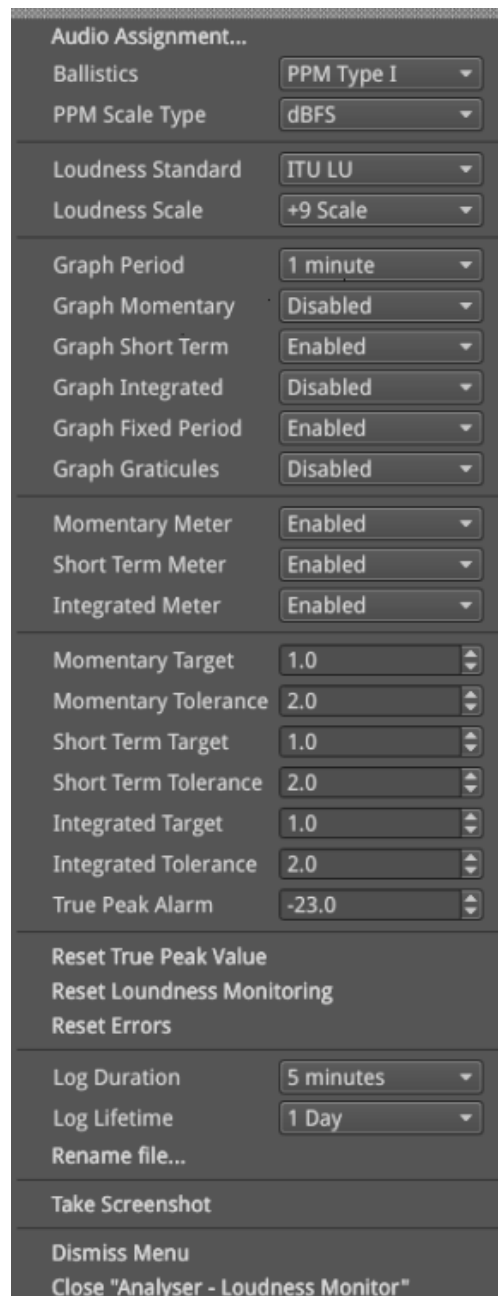 Audio Assignment...
Ballistics PPM Type I
PPM Scale Type dBFS
Loudness Standard ITU LU
Loudness Scale +9 Scale
Graph Period 1 minute
Graph Momentary Disabled
Graph Short Term Enabled
Graph Integrated Disabled
Graph Fixed Period Enabled
Graph Graticules Disabled
Momentary Meter Enabled
Short Term Meter Enabled
Integrated Meter Enabled
Momentary Target 1.0
Momentary Tolerance 2.0
Short Term Target 1.0
Short Term Tolerance 2.0
Integrated Target 1.0
Integrated Tolerance 2.0
True Peak Alarm -23.0
Reset True Peak Value
Reset Loundness Monitoring
Reset Errors
Log Duration 5 minutes
Log Lifetime 1 Day
Rename file...
Take Screenshot
Dismiss Menu
Close "Analyser - Loudness Monitor"